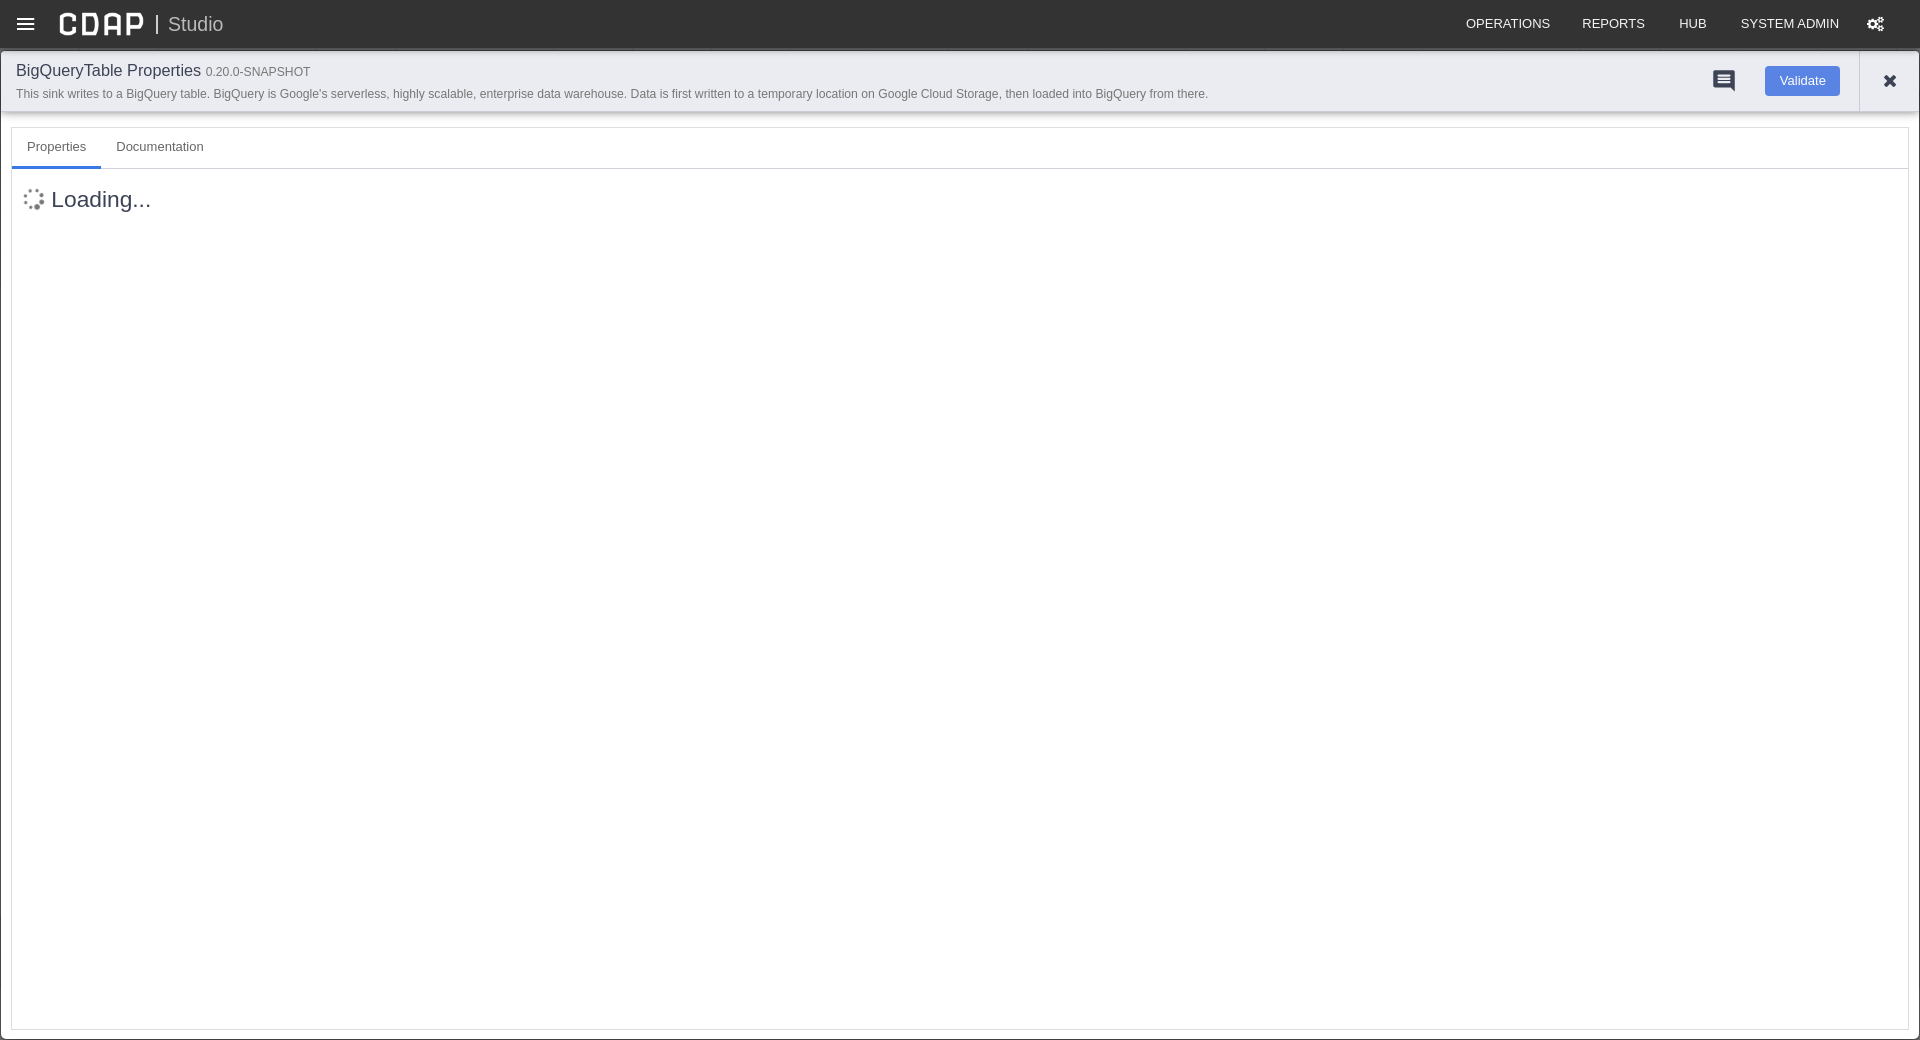 CDAP | Studio OPERATIONS REPORTS HUB SYSTEM ADMIN
BigQueryTable Properties 0.20.0-SNAPSHOT
This sink writes to a BigQuery table. BigQuery is Google's serverless, highly scalable, enterprise data warehouse. Data is first written to a temporary location on Google Cloud Storage, then loaded into BigQuery from there.
Validate
Properties Documentation
Loading...